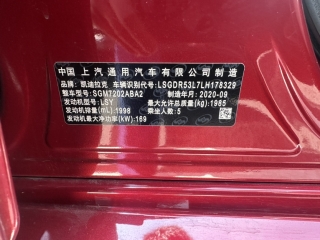 中国上汽通用汽车有限公司制造
品牌: 凯迪拉克 车辆识别代号: LSGDR53L7LH178329
整车型号: SGM7202ABA2 制造年月: 2020-09
发动机型号: LSY 最大允许总质量(kg): 1985
发动机排量(mL): 1998 乘坐人数: 5
发动机最大净功率(kW): 169